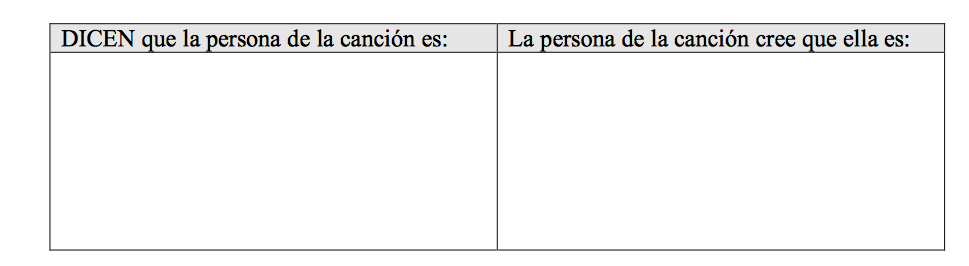 DICEN que la persona de la canción es:
La persona de la canción cree que ella es: